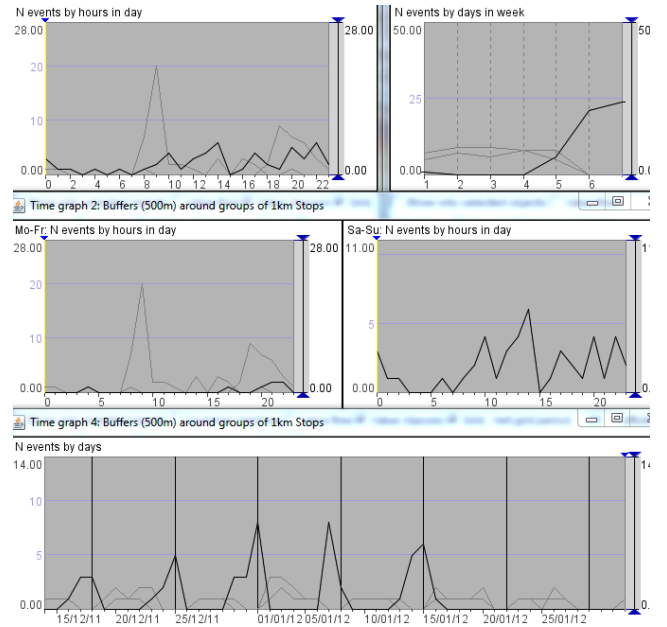 N events by hours in day
N events by days in week
28.00
28.00
50.00
50
20
25
10
0.00
0.00
0.00
0.0
0 2 4 6 8 10 12 14 16 18 20 22
1 2 3 4 5 6
Time graph 2: Buffers (500m) around groups of 1km Stops
Mo-Fr: N events by hours in day
Sa-Su: N events by hours in day
28.00
28.00
11.00
11
20
5
10
0.00
0.00
0.00
0.
0 5 10 15 20
0 5 10 15 20
Time graph 4: Buffers (500m) around groups of 1km Stops
N events by days
14.00
14
10
5
0.00
0.
15/12/11 20/12/11 25/12/11 01/01/12 05/01/12 10/01/12 15/01/12 20/01/12 25/01/12